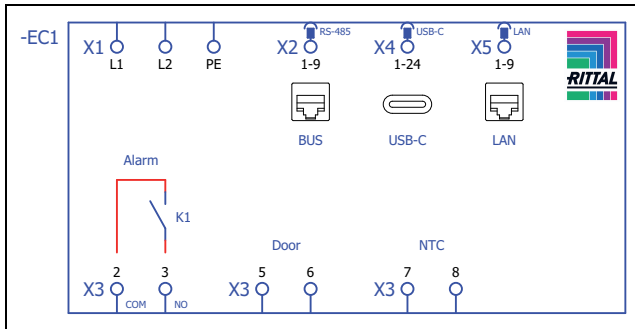 -EC1
X1
L1
L2
PE
X2
RS-485
1-9
X4
USB-C
1-24
X5
LAN
1-9
RITTAL
BUS
USB-C
LAN
Alarm
K1
Door
NTC
X3
2
COM
3
NO
X3
5
6
X3
7
8